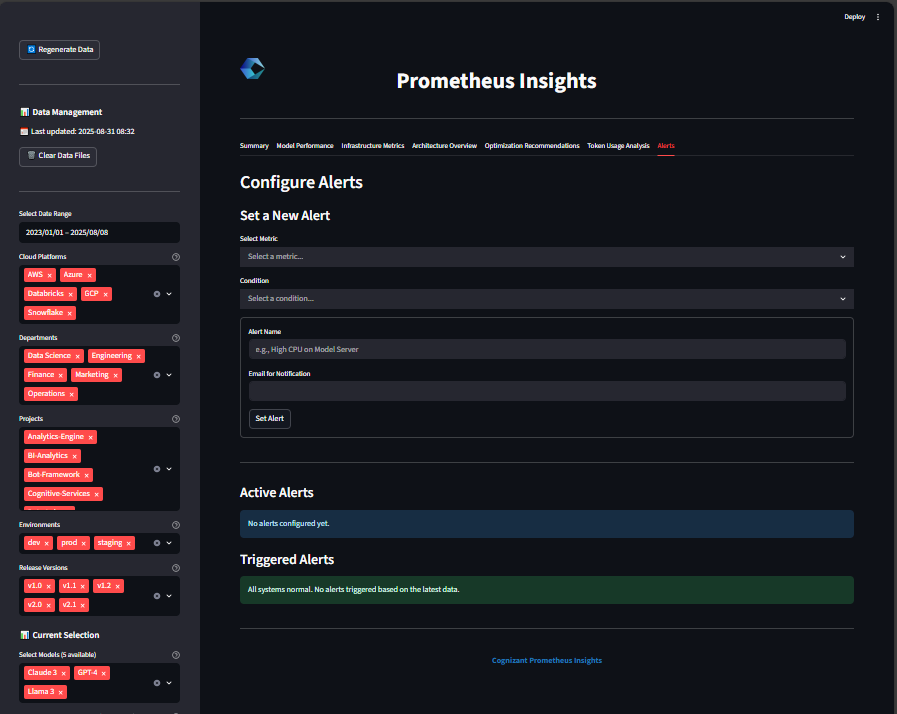 Deploy
Regenerate Data
Data Management
Last updated: 2025-08-31 08:32
Clear Data Files
Select Date Range
2023/01/01 – 2025/08/08
Cloud Platforms
AWS × Azure ×
Databricks × GCP ×
Snowflake ×
Departments
Data Science × Engineering ×
Finance × Marketing ×
Operations ×
Projects
Analytics-Engine ×
BI-Analytics ×
Bot-Framework ×
Cognitive-Services ×
Environments
dev × prod × staging ×
Release Versions
v1.0 × v1.1 × v1.2 ×
v2.0 × v2.1 ×
Current Selection
Select Models (5 available)
Claude 3 × GPT-4 ×
Llama 3 ×
Prometheus Insights
Summary Model Performance Infrastructure Metrics Architecture Overview Optimization Recommendations Token Usage Analysis Alerts
Configure Alerts
Set a New Alert
Select Metric
Select a metric...
Condition
Select a condition...
Alert Name
e.g., High CPU on Model Server
Email for Notification
Set Alert
Active Alerts
No alerts configured yet.
Triggered Alerts
All systems normal. No alerts triggered based on the latest data.
Cognizant Prometheus Insights